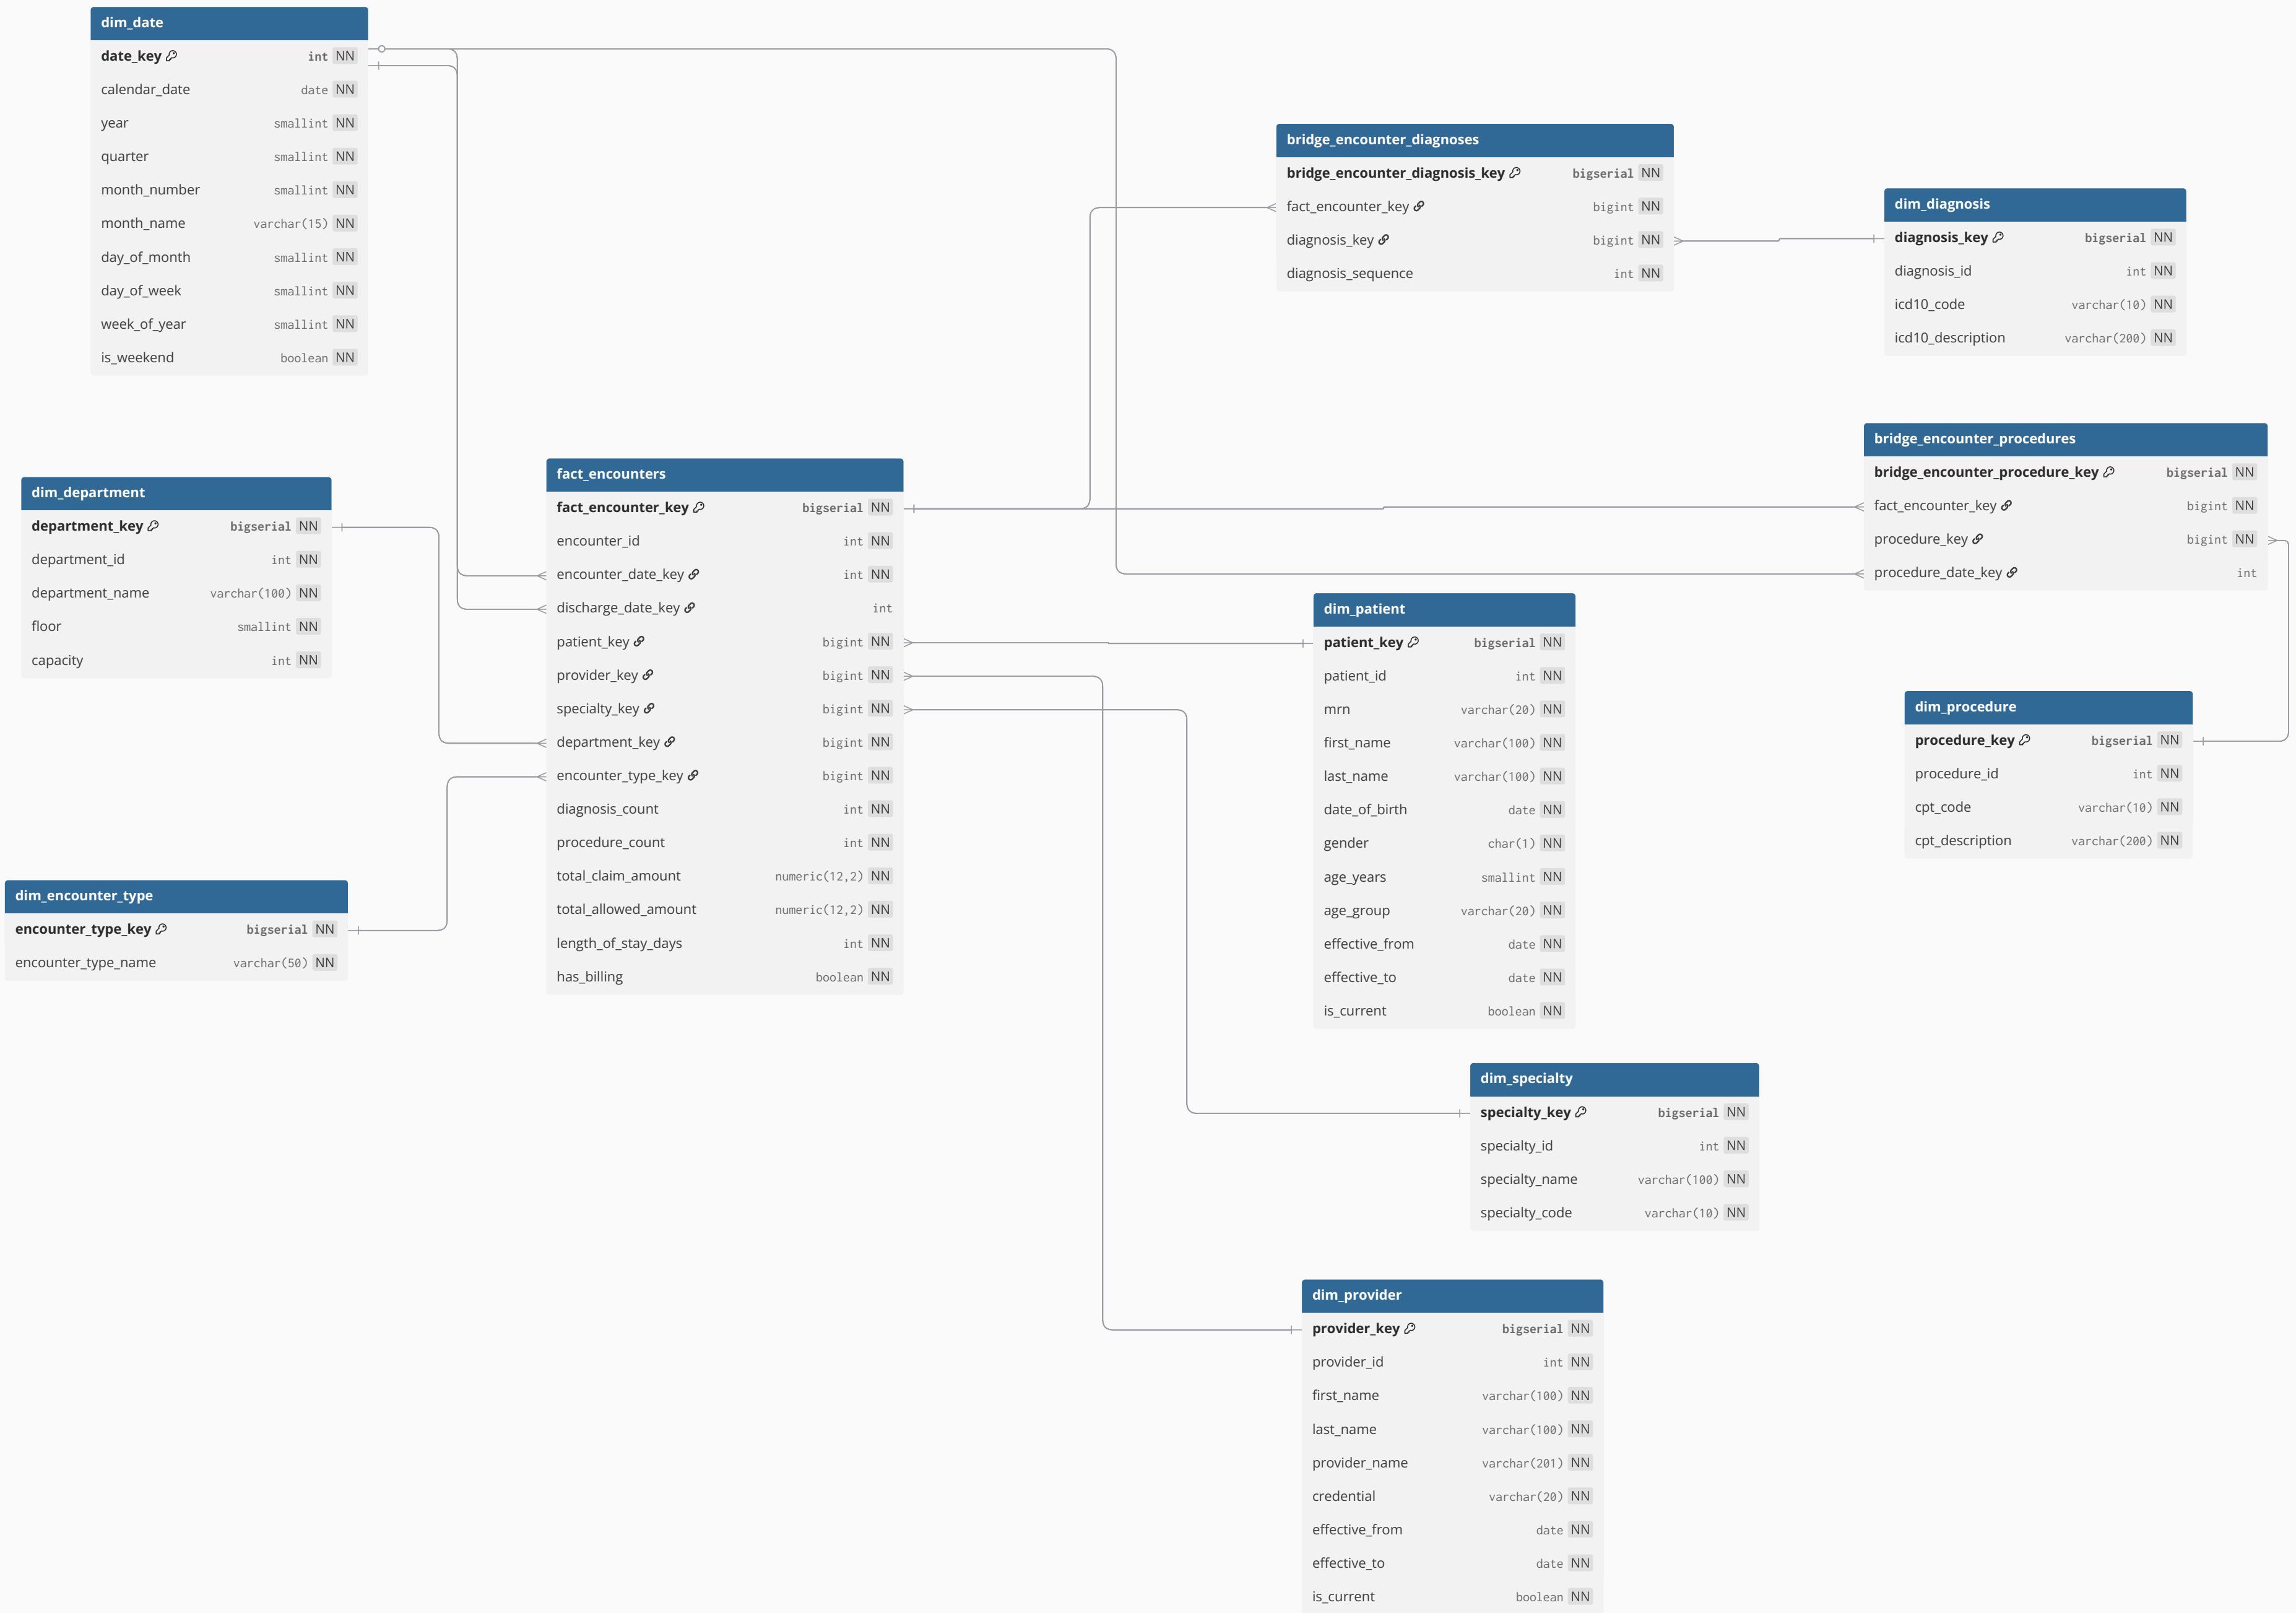 dim_date
date_key int NN
calendar_date date NN
year smallint NN
quarter smallint NN
month_number smallint NN
month_name varchar(15) NN
day_of_month smallint NN
day_of_week smallint NN
week_of_year smallint NN
is_weekend boolean NN
bridge_encounter_diagnoses
bridge_encounter_diagnosis_key bigserial NN
fact_encounter_key bigint NN
diagnosis_key bigint NN
diagnosis_sequence int NN
dim_diagnosis
diagnosis_key bigserial NN
diagnosis_id int NN
icd10_code varchar(10) NN
icd10_description varchar(200) NN
dim_department
department_key bigserial NN
department_id int NN
department_name varchar(100) NN
floor smallint NN
capacity int NN
fact_encounters
fact_encounter_key bigserial NN
encounter_id int NN
encounter_date_key int NN
discharge_date_key int
patient_key bigint NN
provider_key bigint NN
specialty_key bigint NN
department_key bigint NN
encounter_type_key bigint NN
diagnosis_count int NN
procedure_count int NN
total_claim_amount numeric(12,2) NN
total_allowed_amount numeric(12,2) NN
length_of_stay_days int NN
has_billing boolean NN
bridge_encounter_procedures
bridge_encounter_procedure_key bigserial NN
fact_encounter_key bigint NN
procedure_key bigint NN
procedure_date_key int
dim_patient
patient_key bigserial NN
patient_id int NN
mrn varchar(20) NN
first_name varchar(100) NN
last_name varchar(100) NN
date_of_birth date NN
gender char(1) NN
age_years smallint NN
age_group varchar(20) NN
effective_from date NN
effective_to date NN
is_current boolean NN
dim_procedure
procedure_key bigserial NN
procedure_id int NN
cpt_code varchar(10) NN
cpt_description varchar(200) NN
dim_encounter_type
encounter_type_key bigserial NN
encounter_type_name varchar(50) NN
dim_specialty
specialty_key bigserial NN
specialty_id int NN
specialty_name varchar(100) NN
specialty_code varchar(10) NN
dim_provider
provider_key bigserial NN
provider_id int NN
first_name varchar(100) NN
last_name varchar(100) NN
provider_name varchar(201) NN
credential varchar(20) NN
effective_from date NN
effective_to date NN
is_current boolean NN